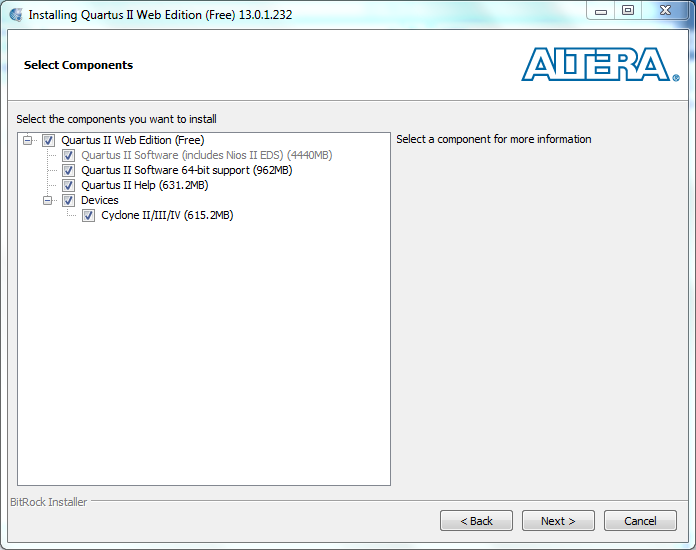 Installing Quartus II Web Edition (Free) 13.0.1.232
Select Components
ALTERA®
Select the components you want to install
Quartus II Web Edition (Free)
Quartus II Software (includes Nios II EDS) (4440MB)
Quartus II Software 64-bit support (962MB)
Quartus II Help (631.2MB)
Devices
Cyclone II/III/IV (615.2MB)
Select a component for more information
BitRock Installer
< Back
Next >
Cancel